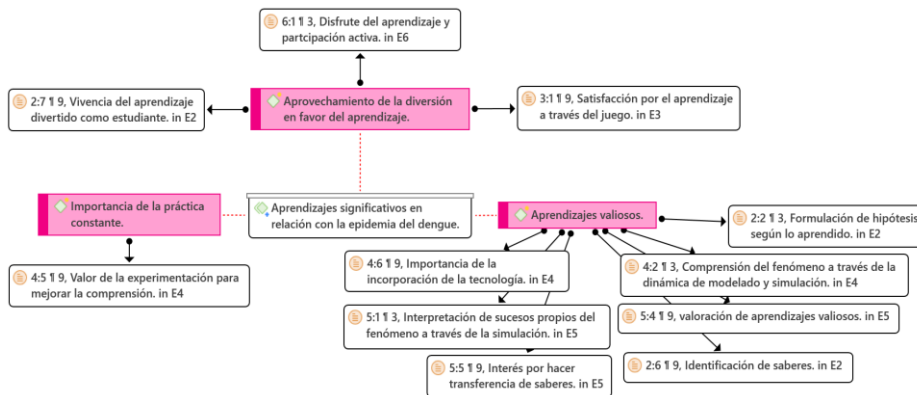 6:1 ¶ 3, Disfrute del aprendizaje y
partcipación activa. in E6
2:7 ¶ 9, Vivencia del aprendizaje
divertido como estudiante. in E2
Aprovechamiento de la diversión
en favor del aprendizaje.
3:1 ¶ 9, Satisfacción por el aprendizaje
a través del juego. in E3
Importancia de la práctica
constante.
Aprendizajes significativos en
relación con la epidemia del dengue.
Aprendizajes valiosos.
2:2 ¶ 3, Formulación de hipótesis
según lo aprendido. in E2
4:5 ¶ 9, Valor de la experimentación para
mejorar la comprensión. in E4
4:6 ¶ 9, Importancia de la
incorporación de la tecnología. in E4
4:2 ¶ 3, Comprensión del fenómeno a través de la
dinámica de modelado y simulación. in E4
5:1 ¶ 3, Interpretación de sucesos propios del
fenómeno a través de la simulación. in E5
5:4 ¶ 9, valoración de aprendizajes valiosos. in E5
5:5 ¶ 9, Interés por hacer
transferencia de saberes. in E5
2:6 ¶ 9, Identificación de saberes. in E2